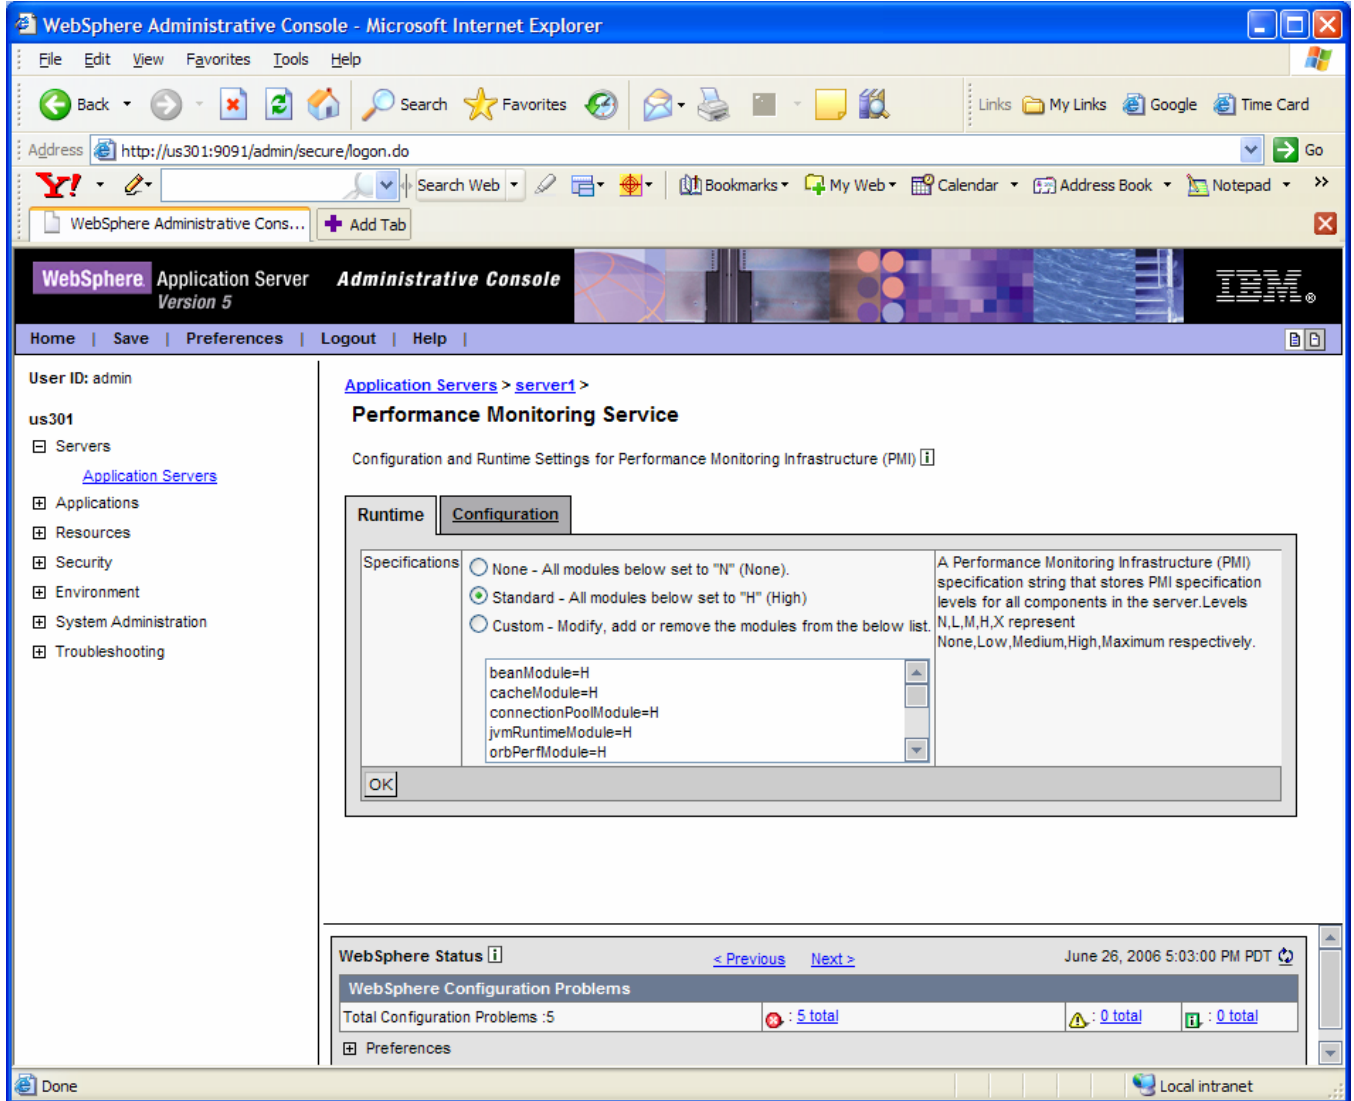 WebSphere Administrative Console - Microsoft Internet Explorer
File Edit View Favorites Tools Help
Back Search Favorites Links My Links Google Time Card
Address http://us301:9091/admin/secure/logon.do Go
Y! Search Web Bookmarks My Web Calendar Address Book Notepad
WebSphere Administrative Cons... Add Tab
WebSphere Application Server Administrative Console IBM®
Version 5
Home | Save | Preferences | Logout | Help |
User ID: admin
us301
Servers
Application Servers
Applications
Resources
Security
Environment
System Administration
Troubleshooting
Application Servers > server1 >
Performance Monitoring Service
Configuration and Runtime Settings for Performance Monitoring Infrastructure (PMI) i
Runtime Configuration
Specifications
None - All modules below set to "N" (None).
Standard - All modules below set to "H" (High)
Custom - Modify, add or remove the modules from the below list.
beanModule=H
cacheModule=H
connectionPoolModule=H
jvmRuntimeModule=H
orbPerfModule=H
A Performance Monitoring Infrastructure (PMI)
specification string that stores PMI specification
levels for all components in the server.Levels
N,L,M,H,X represent
None,Low,Medium,High,Maximum respectively.
OK
WebSphere Status i < Previous Next > June 26, 2006 5:03:00 PM PDT
WebSphere Configuration Problems
Total Configuration Problems :5 : 5 total : 0 total : 0 total
Preferences
Done Local intranet